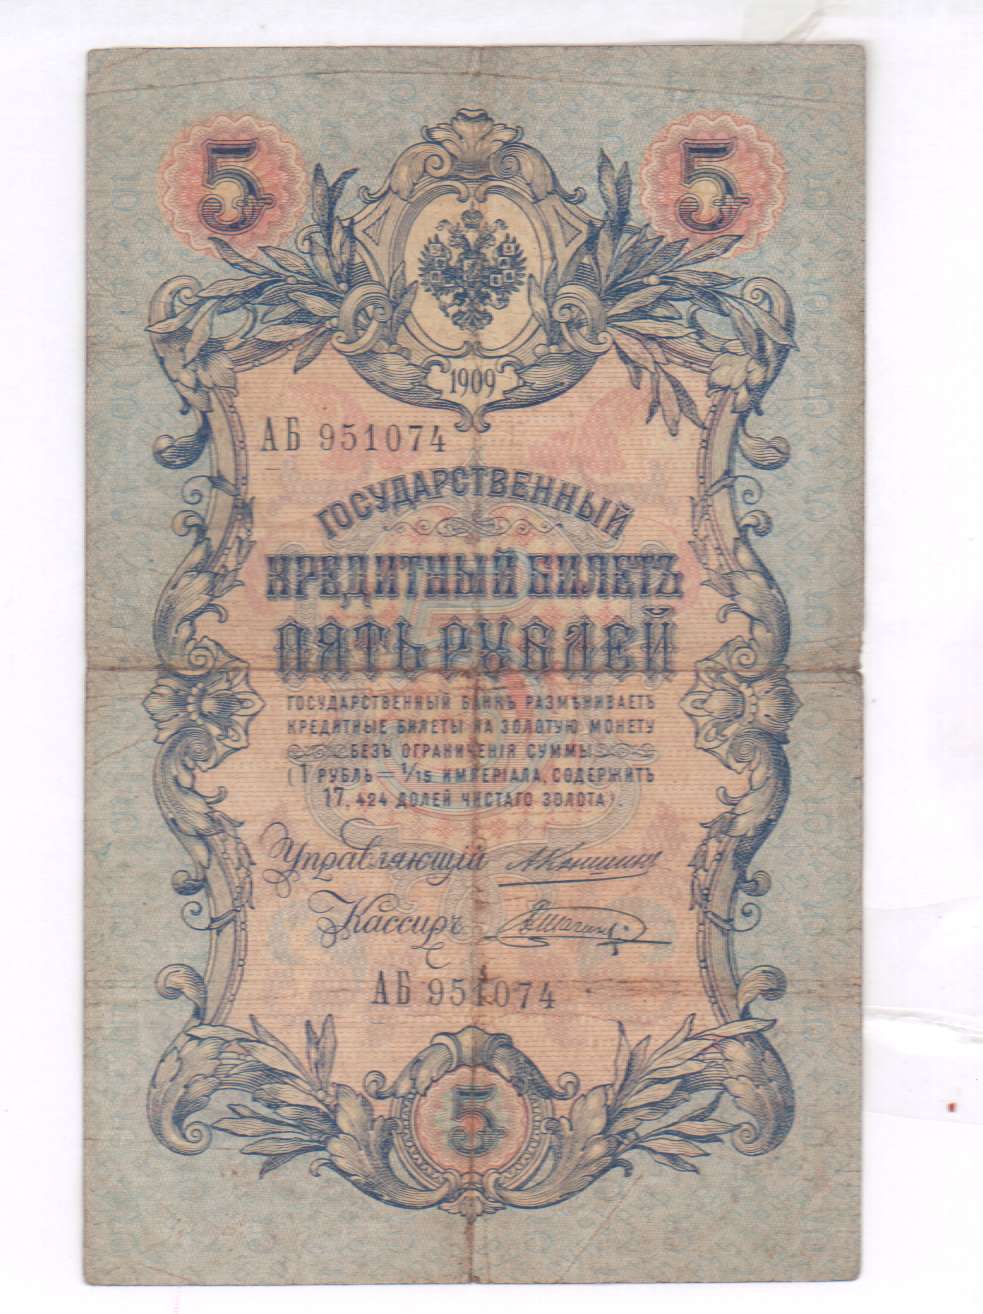 5 5
1909
АБ 951074
ГОСУДАРСТВЕННЫЙ
КРЕДИТНЫЙ БИЛЕТЪ
ПЯТЬ РУБЛЕЙ
ГОСУДАРСТВЕННЫЙ БАНКЪ РАЗМѢНИВАЕТЪ
КРЕДИТНЫЕ БИЛЕТЫ НА ЗОЛОТУЮ МОНЕТУ
БЕЗЪ ОГРАНИЧЕНІЯ СУММЫ
(1 РУБЛЬ = 1/15 ИМПЕРІАЛА, СОДЕРЖИТЪ
17,424 ДОЛЕЙ ЧИСТАГО ЗОЛОТА).
Управляющій АКоншинъ
Кассиръ
АБ 951074
5